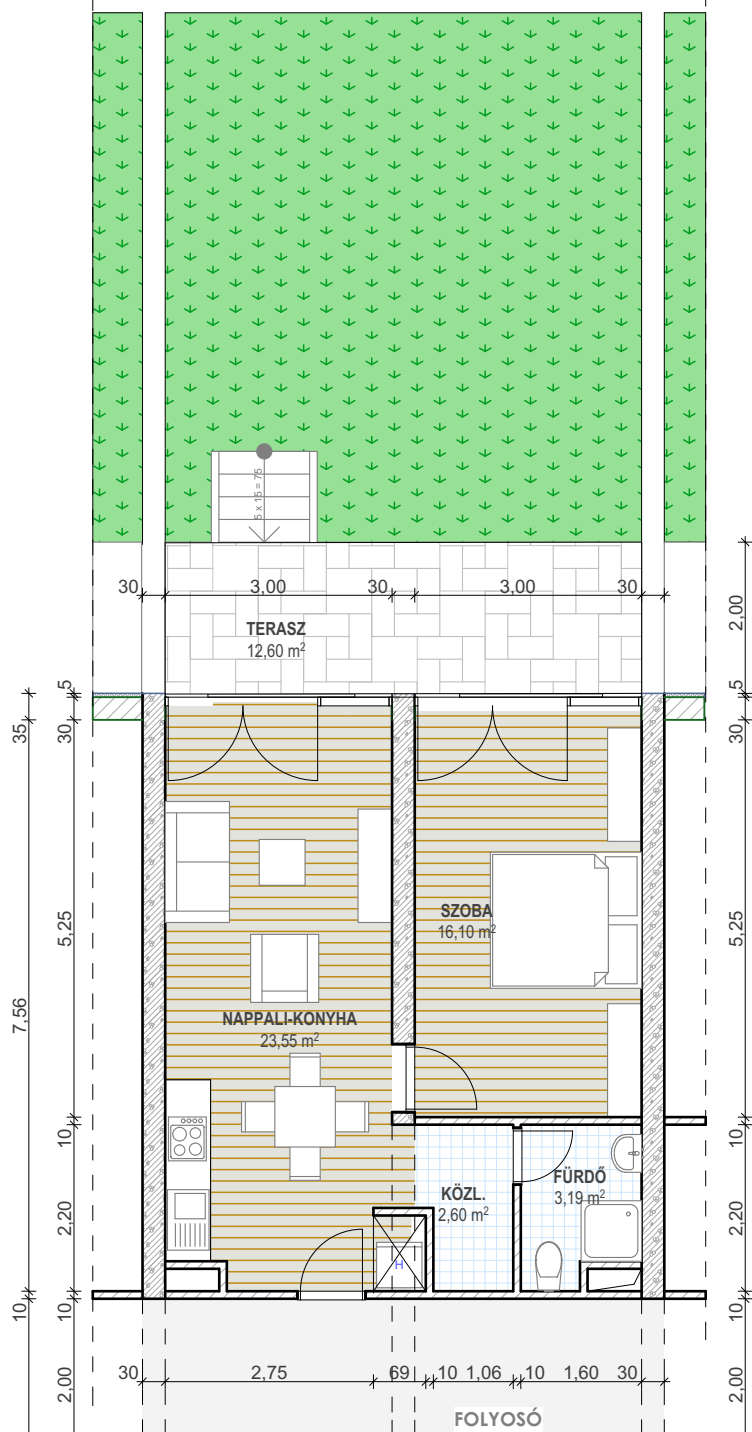 5 x 15 = 75
30 3,00 30 3,00 30
2,00
TERASZ
12,60 m²
5
5
35
30
30
SZOBA
16,10 m²
5,25
5,25
7,56
NAPPALI-KONYHA
23,55 m²
10
10
KÖZL.
2,60 m²
FÜRDŐ
3,19 m²
2,20
2,20
H
10
10
10
30 2,75 69 10 1,06 10 1,60 30
2,00
2,00
FOLYOSÓ